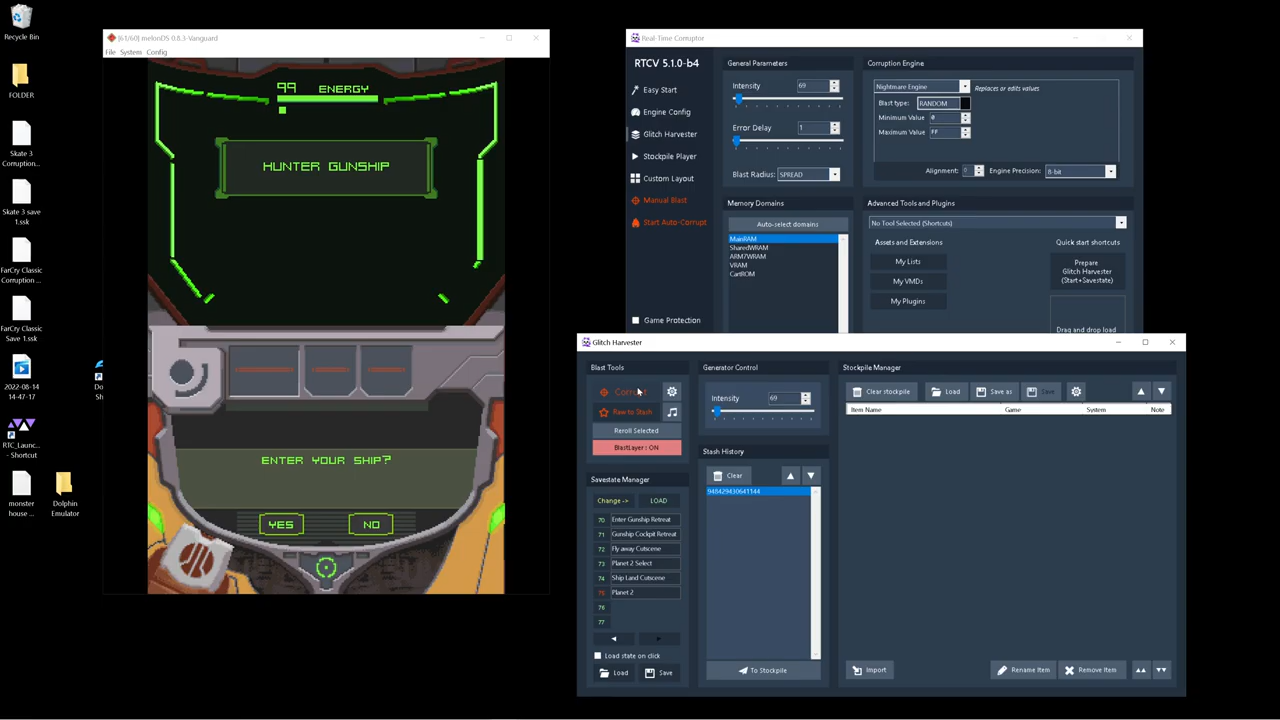 Recycle Bin
FOLDER
Skate 3
Corruption,...
Skate 3 save
1.ssk
FarCry Classic
Corruption ...
FarCry Classic
Save 1.ssk
2022-08-14
14-47-17
RTC_Launc...
- Shortcut
monster
house ...
Dolphin
Emulator
[61/60] melonDS 0.8.3-Vanguard
File System Config
99 ENERGY
HUNTER GUNSHIP
ENTER YOUR SHIP?
YES NO
Real-Time Corruptor
RTCV 5.1.0-b4
Easy Start
Engine Config
Glitch Harvester
Stockpile Player
Custom Layout
Manual Blast
Start Auto-Corrupt
Game Protection
General Parameters
Intensity 69
Error Delay 1
Blast Radius: SPREAD
Memory Domains
Auto-select domains
MainRAM
SharedWRAM
ARM7WRAM
VRAM
CartROM
Corruption Engine
Nightmare Engine Replaces or edits values
Blast type: RANDOM
Minimum Value 0
Maximum Value FF
Alignment: 0 Engine Precision: 8-bit
Advanced Tools and Plugins
No Tool Selected (Shortcuts)
Assets and Extensions
My Lists
My VMDs
My Plugins
Quick start shortcuts
Prepare
Glitch Harvester
(Start+Savestate)
Drag and drop load
Glitch Harvester
Blast Tools
Corrupt
Raw to Stash
Reroll Selected
BlastLayer: ON
Savestate Manager
Change -> LOAD
70 Enter Gunship Retreat
71 Gunship Cockpit Retreat
72 Fly away Cutscene
73 Planet 2 Select
74 Ship Land Cutscene
75 Planet 2
76
77
Load state on click
Load Save
Generator Control
Intensity 69
Stash History
Clear
948429430641144
To Stockpile
Stockpile Manager
Clear stockpile Load Save as Save
Item Name Game System Note
Import Rename Item Remove Item